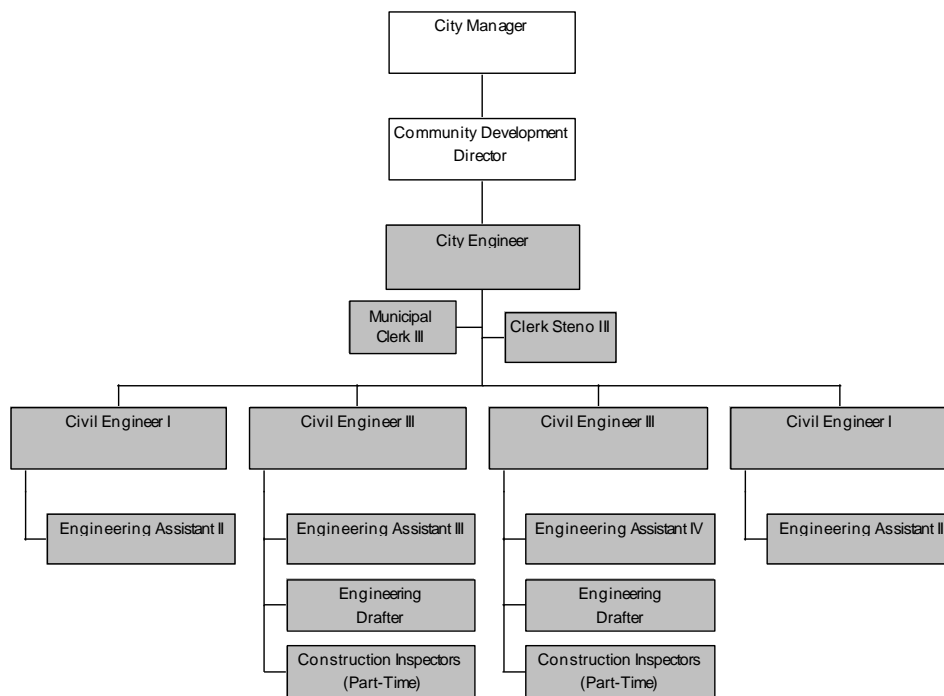 City Manager
Community Development
Director
City Engineer
Municipal
Clerk III
Clerk Steno III
Civil Engineer I
Civil Engineer III
Civil Engineer III
Civil Engineer I
Engineering Assistant II
Engineering Assistant III
Engineering Assistant IV
Engineering Assistant II
Engineering
Drafter
Engineering
Drafter
Construction Inspectors
(Part-Time)
Construction Inspectors
(Part-Time)